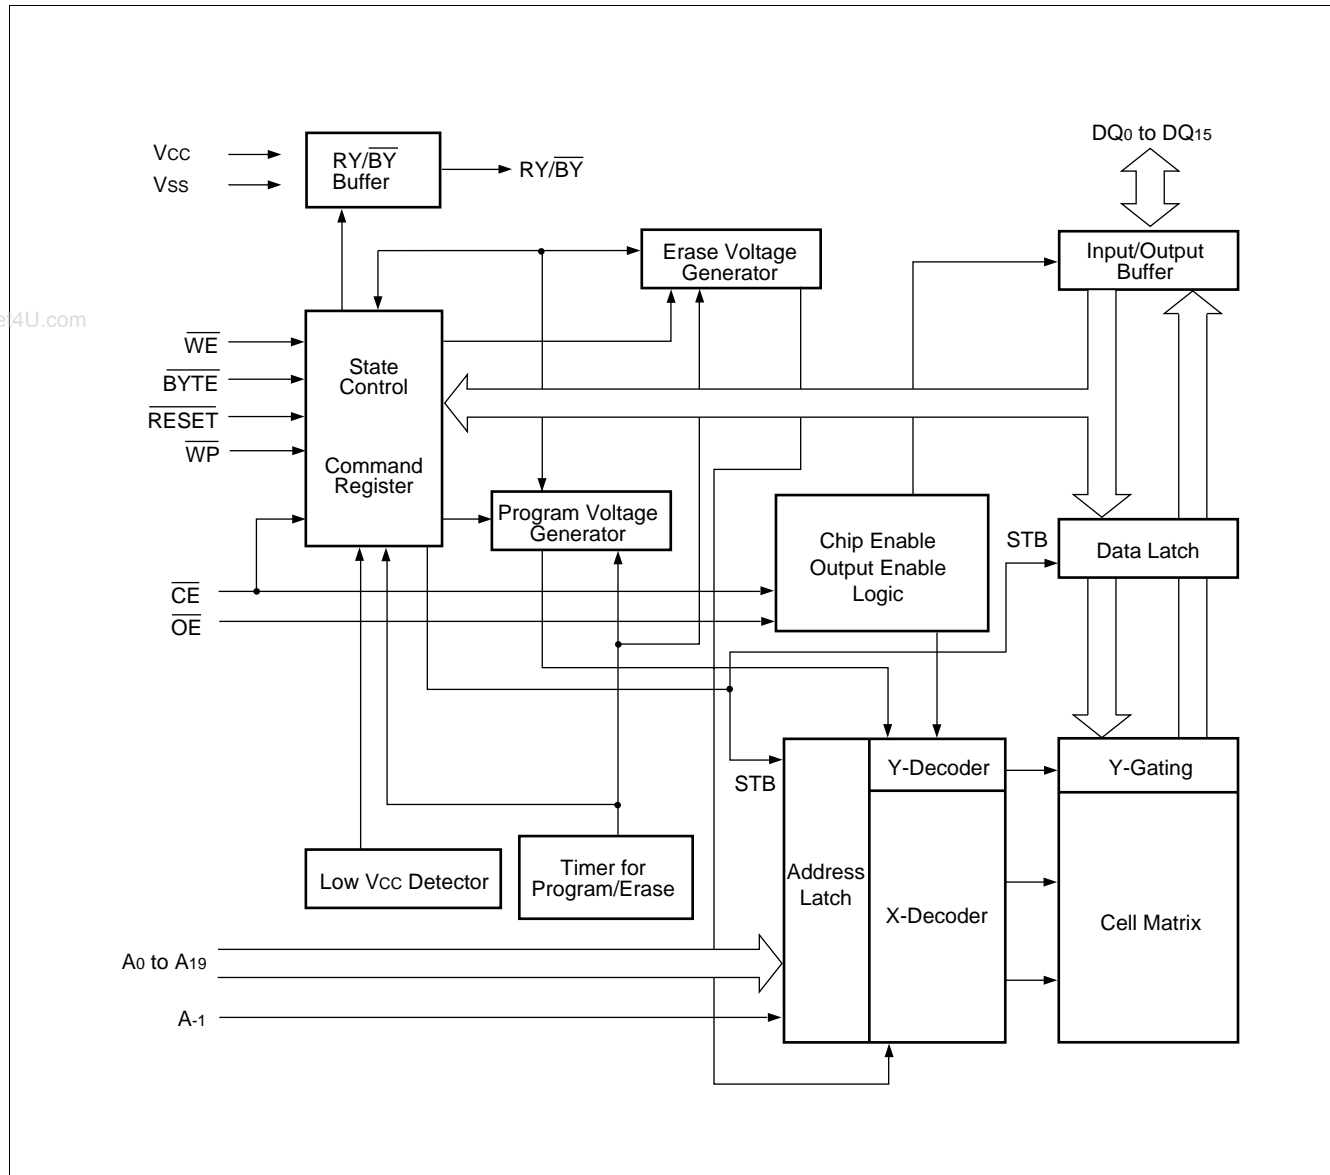 VCC
VSS
RY/BY
Buffer
RY/BY
DQ0 to DQ15
Erase Voltage
Generator
Input/Output
Buffer
et4U.com
WE
BYTE
RESET
WP
State
Control
Command
Register
Program Voltage
Generator
Chip Enable
Output Enable
Logic
STB
Data Latch
CE
OE
STB
Y-Decoder
Y-Gating
Low VCC Detector
Timer for
Program/Erase
Address
Latch
X-Decoder
Cell Matrix
A0 to A19
A-1